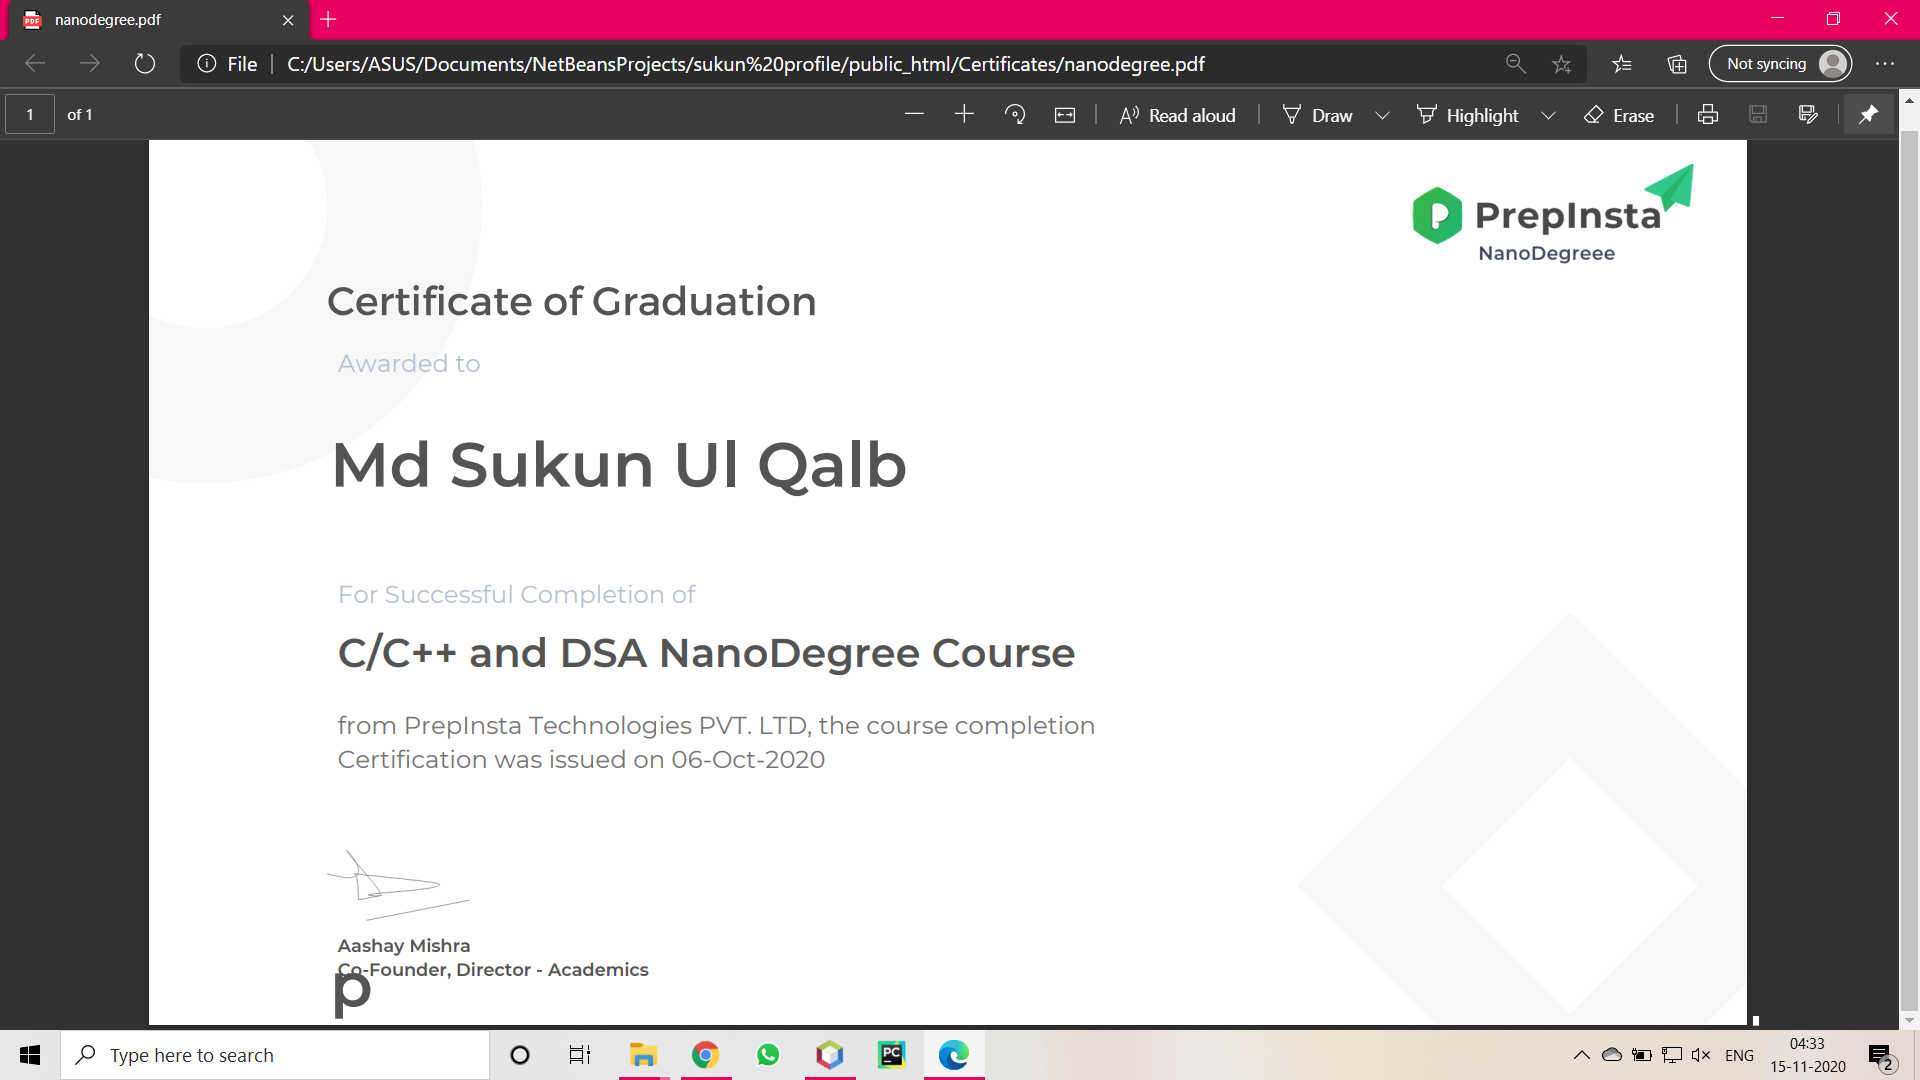 nanodegree.pdf
File
C:/Users/ASUS/Documents/NetBeansProjects/sukun%20profile/public_html/Certificates/nanodegree.pdf
Not syncing
1 of 1
Read aloud
Draw
Highlight
Erase
PrepInsta
NanoDegreee
Certificate of Graduation
Awarded to
Md Sukun Ul Qalb
For Successful Completion of
C/C++ and DSA NanoDegree Course
from PrepInsta Technologies PVT. LTD, the course completion
Certification was issued on 06-Oct-2020
Aashay Mishra
Co-Founder, Director - Academics
p
Type here to search
PC
ENG
04:33
15-11-2020
2